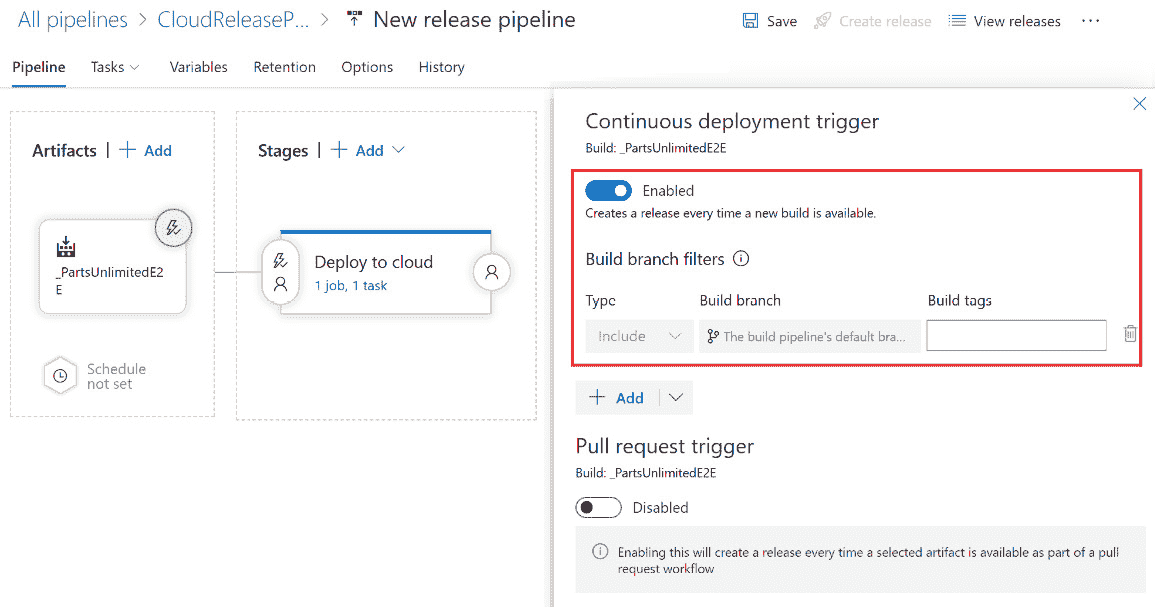 All pipelines > CloudReleaseP... > New release pipeline
Save Create release View releases ...
Pipeline Tasks Variables Retention Options History
Artifacts | + Add
Stages | + Add
_PartsUnlimitedE2
E
Schedule
not set
Deploy to cloud
1 job, 1 task
Continuous deployment trigger
Build: _PartsUnlimitedE2E
Enabled
Creates a release every time a new build is available.
Build branch filters
Type Build branch Build tags
Include The build pipeline's default bra...
+ Add
Pull request trigger
Build: _PartsUnlimitedE2E
Disabled
Enabling this will create a release every time a selected artifact is available as part of a pull
request workflow